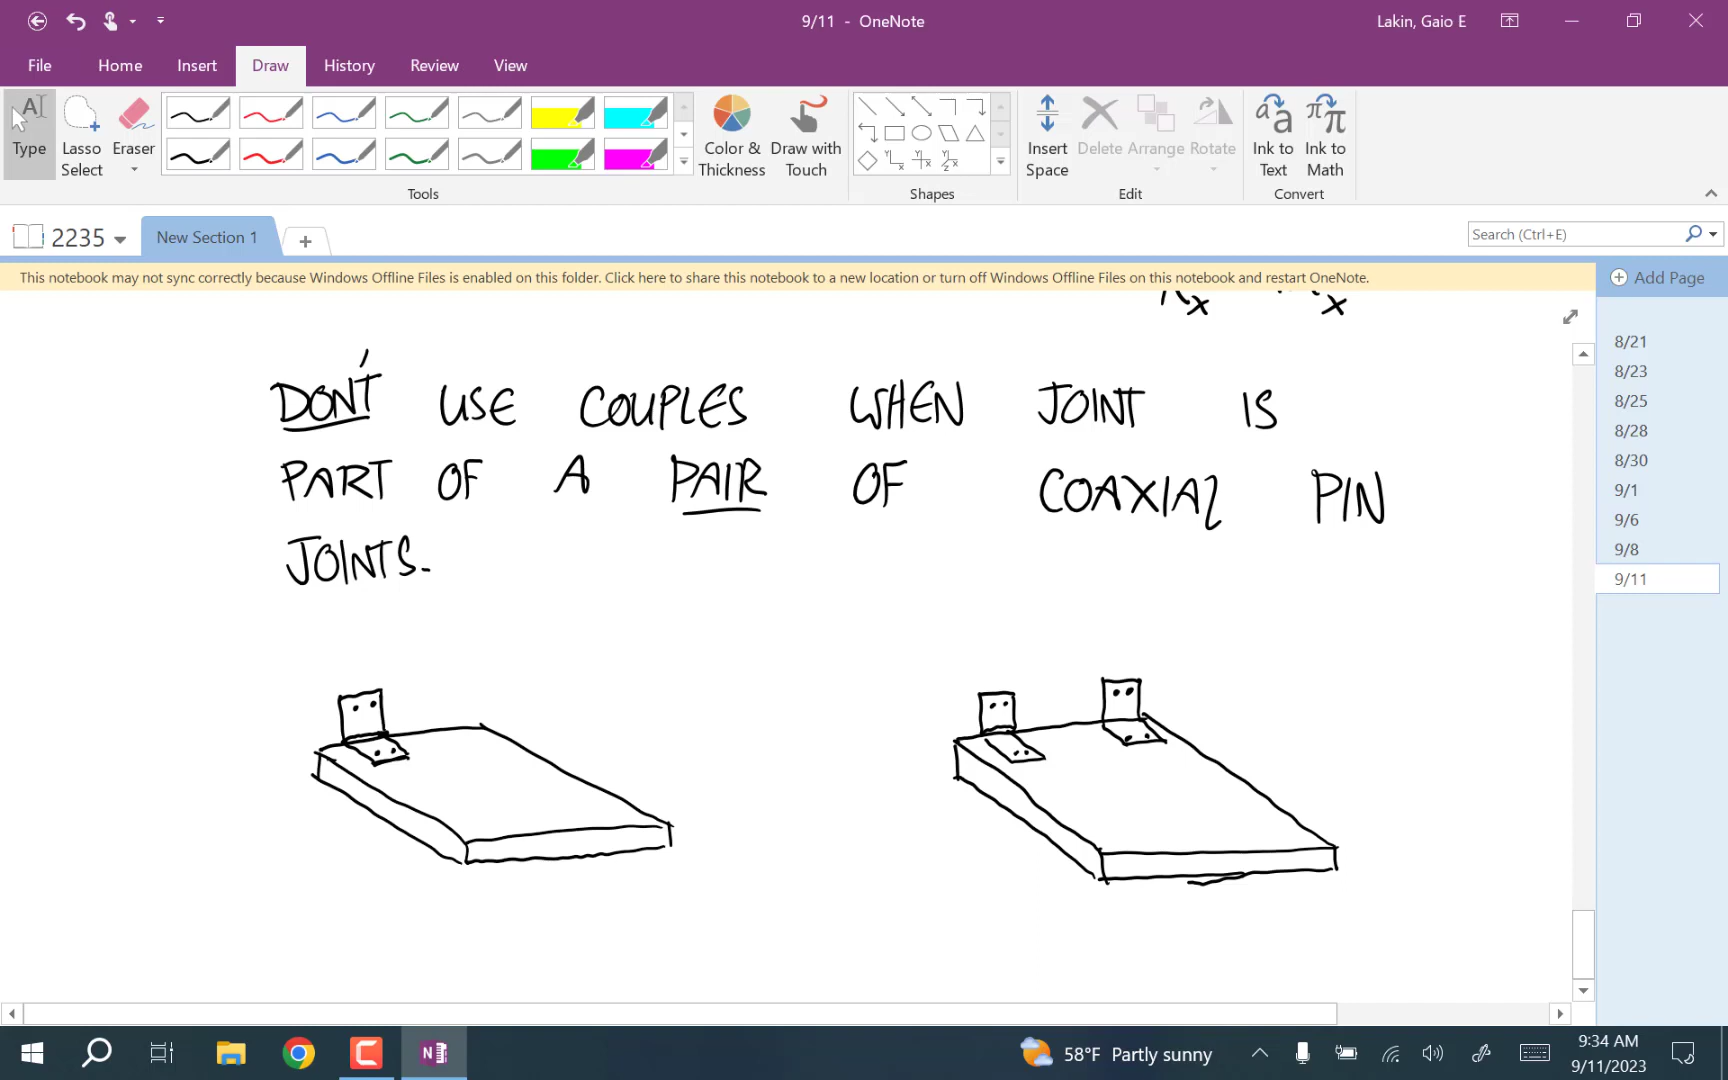 9/11 - OneNote
Lakin, Gaio E
File Home Insert Draw History Review View
Type
Lasso Select
Eraser
Color & Thickness
Draw with Touch
Insert Space
Delete
Arrange
Rotate
Ink to Text
Ink to Math
Tools
Shapes
Edit
Convert
2235
New Section 1
Search (Ctrl+E)
This notebook may not sync correctly because Windows Offline Files is enabled on this folder. Click here to share this notebook to a new location or turn off Windows Offline Files on this notebook and restart OneNote.
Add Page
8/21
8/23
8/25
8/28
8/30
9/1
9/6
9/8
9/11
DON'T USE COUPLES WHEN JOINT IS
PART OF A PAIR OF COAXIAL PIN
JOINTS.
58°F Partly sunny
9:34 AM
9/11/2023